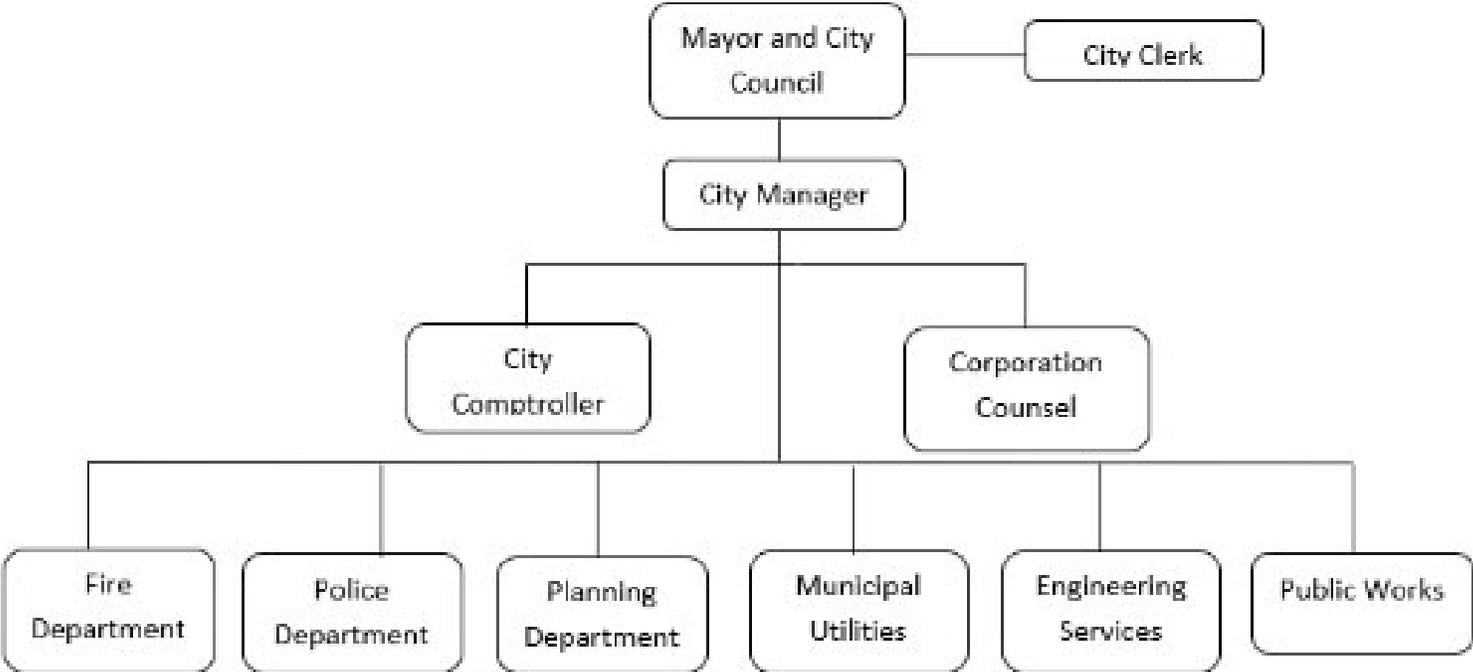 Mayor and City
Council
City Clerk
City Manager
City
Comptroller
Corporation
Counsel
Fire
Department
Police
Department
Planning
Department
Municipal
Utilities
Engineering
Services
Public Works